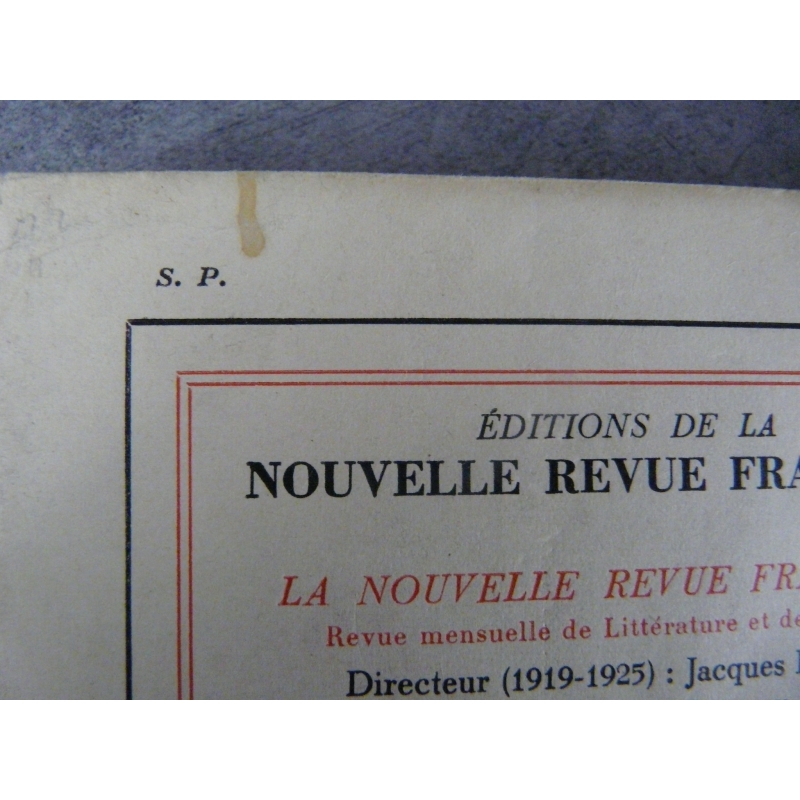 S. P.
ÉDITIONS DE LA
NOUVELLE REVUE FRA
LA NOUVELLE REVUE FRA
Revue mensuelle de Littérature et de
Directeur (1919-1925) : Jacques